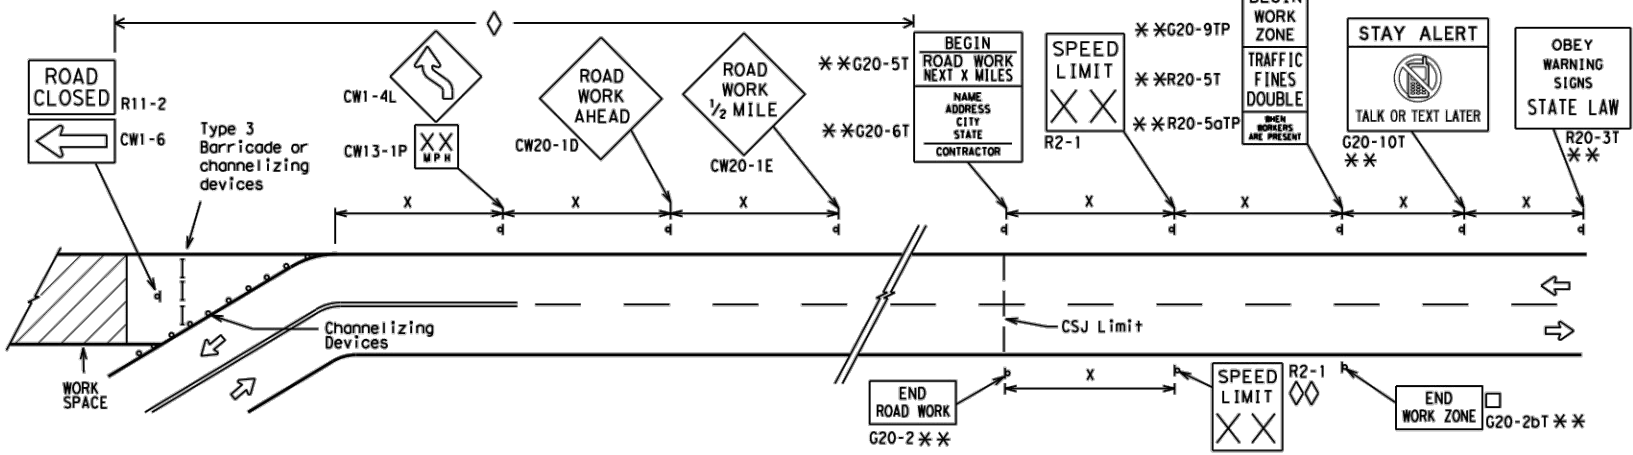 ROAD
CLOSED
R11-2
CW1-6
Type 3
Barricade or
channelizing
devices
CW1-4L
XX
MPH
CW13-1P
ROAD
WORK
AHEAD
CW20-1D
ROAD
WORK
1/2 MILE
CW20-1E
**G20-5T
**G20-6T
BEGIN
ROAD WORK
NEXT X MILES
NAME
ADDRESS
CITY
STATE
CONTRACTOR
SPEED
LIMIT
XX
R2-1
**G20-9TP
**R20-5T
**R20-5aTP
BEGIN
WORK
ZONE
TRAFFIC
FINES
DOUBLE
WHEN
WORKERS
ARE PRESENT
STAY ALERT
TALK OR TEXT LATER
G20-10T
**
OBEY
WARNING
SIGNS
STATE LAW
R20-3T
**
X
X
X
X
X
X
X
Channelizing
Devices
CSJ Limit
WORK
SPACE
END
ROAD WORK
G20-2 **
X
SPEED
LIMIT
XX
R2-1
END
WORK ZONE
G20-2bT **